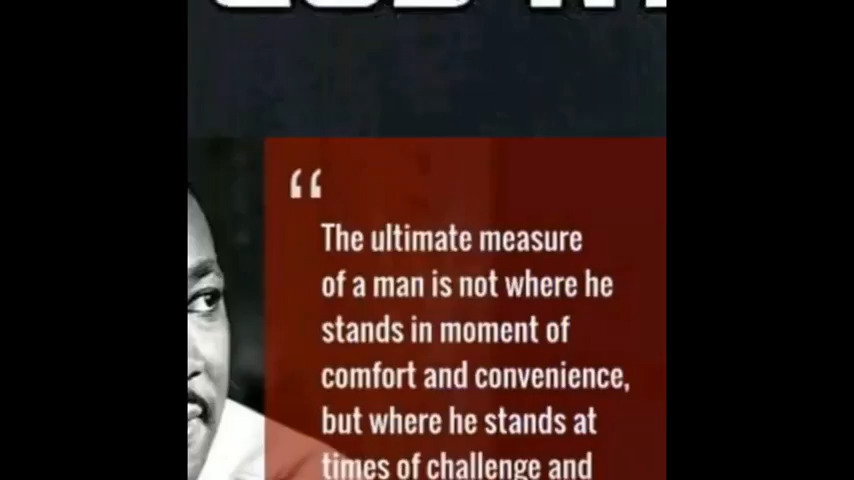 “
The ultimate measure
of a man is not where he
stands in moment of
comfort and convenience,
but where he stands at
times of challenge and